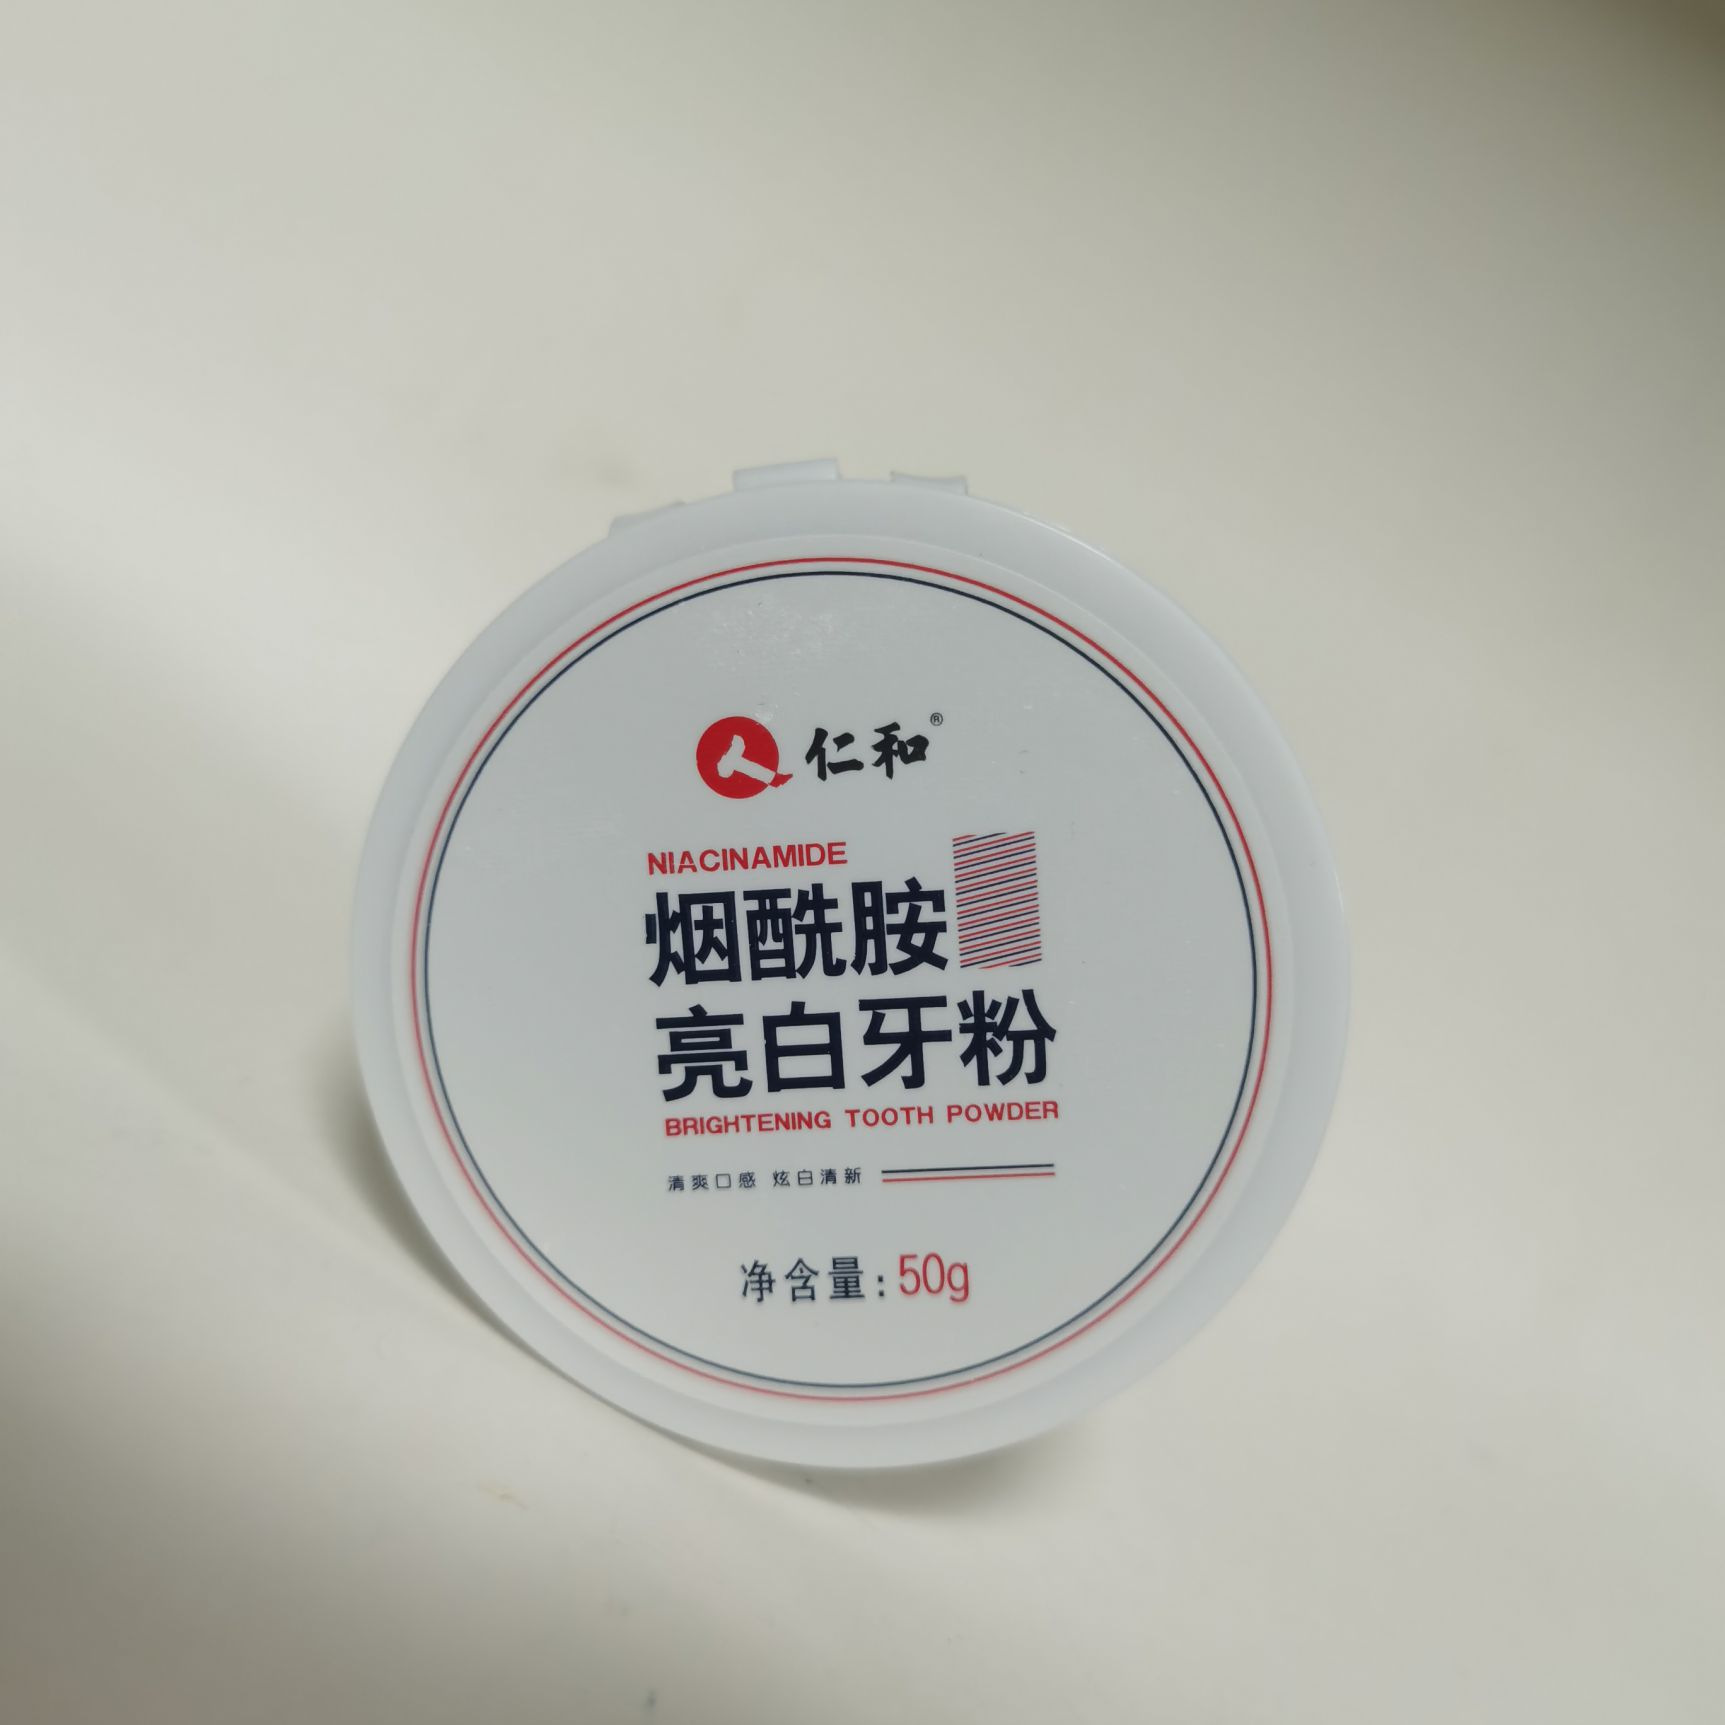 仁和®
NIACINAMIDE
烟酰胺
亮白牙粉
BRIGHTENING TOOTH POWDER
清爽口感 炫白清新
净含量:50g